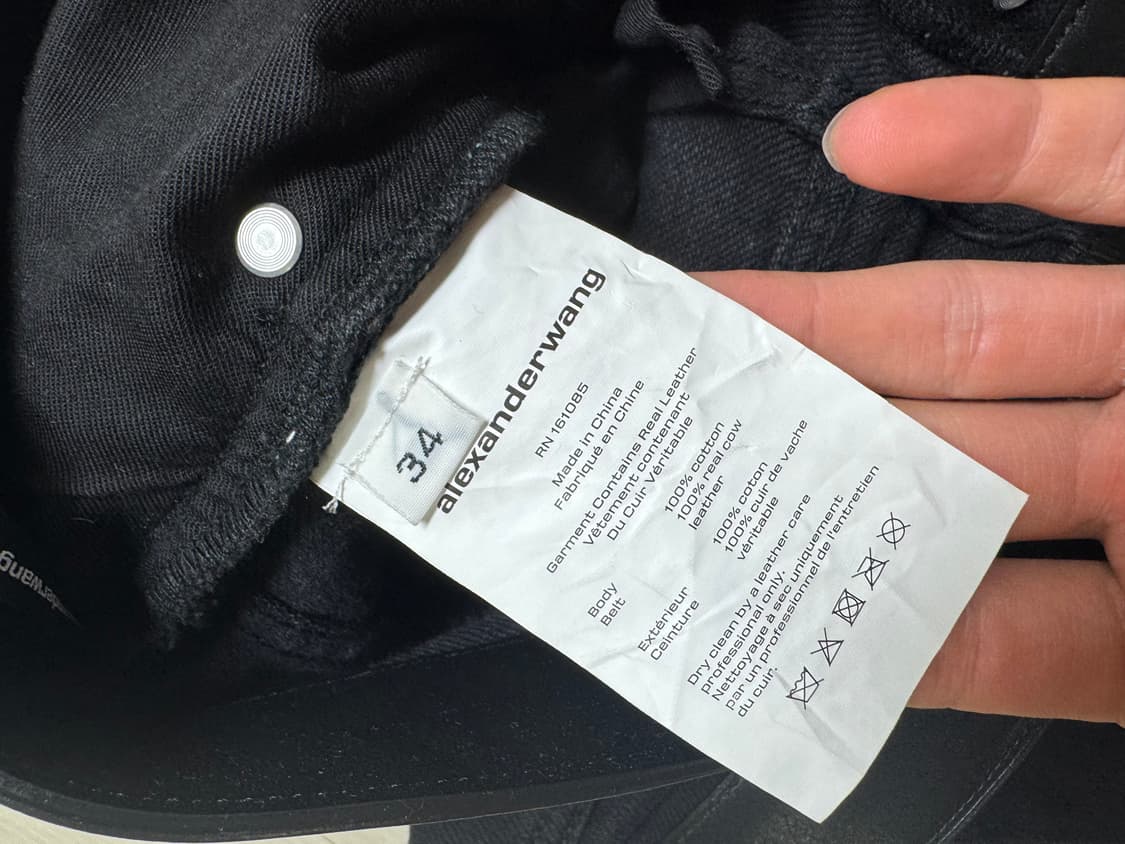 34
alexanderwang
RN 161085
Made in China
Fabriqué en Chine
Garment Contains Real Leather
Vêtement contenant
Du Cuir Véritable
Body
100% cotton
Belt
100% real cow
leather
Extérieur
100% coton
Ceinture
100% cuir de vache
véritable
Dry clean by a leather care
professional only.
Nettoyage à sec uniquement
par un professionnel de l'entretien
du cuir.